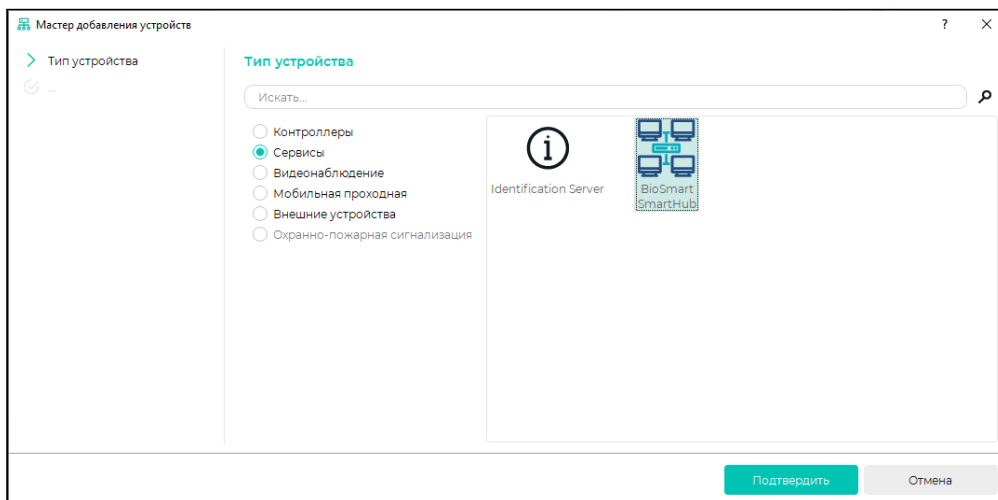 Мастер добавления устройств
?
Тип устройства
...
Тип устройства
Искать...
Контроллеры
Сервисы
Видеонаблюдение
Мобильная проходная
Внешние устройства
Охранно-пожарная сигнализация
Identification Server
BioSmart
SmartHub
Подтвердить
Отмена